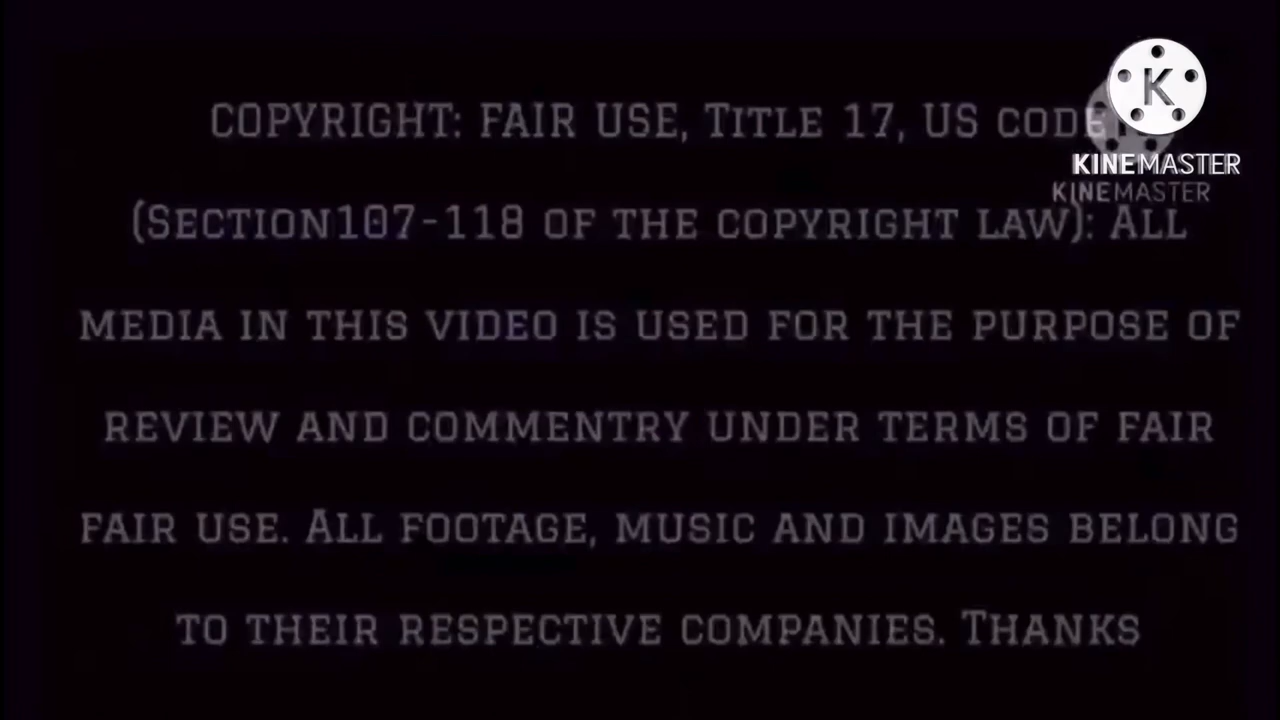 COPYRIGHT: FAIR USE, TITLE 17, US CODE
(SECTION107-118 OF THE COPYRIGHT LAW): ALL
MEDIA IN THIS VIDEO IS USED FOR THE PURPOSE OF
REVIEW AND COMMENTRY UNDER TERMS OF FAIR
FAIR USE. ALL FOOTAGE, MUSIC AND IMAGES BELONG
TO THEIR RESPECTIVE COMPANIES. THANKS
K
KINEMASTER
KINEMASTER